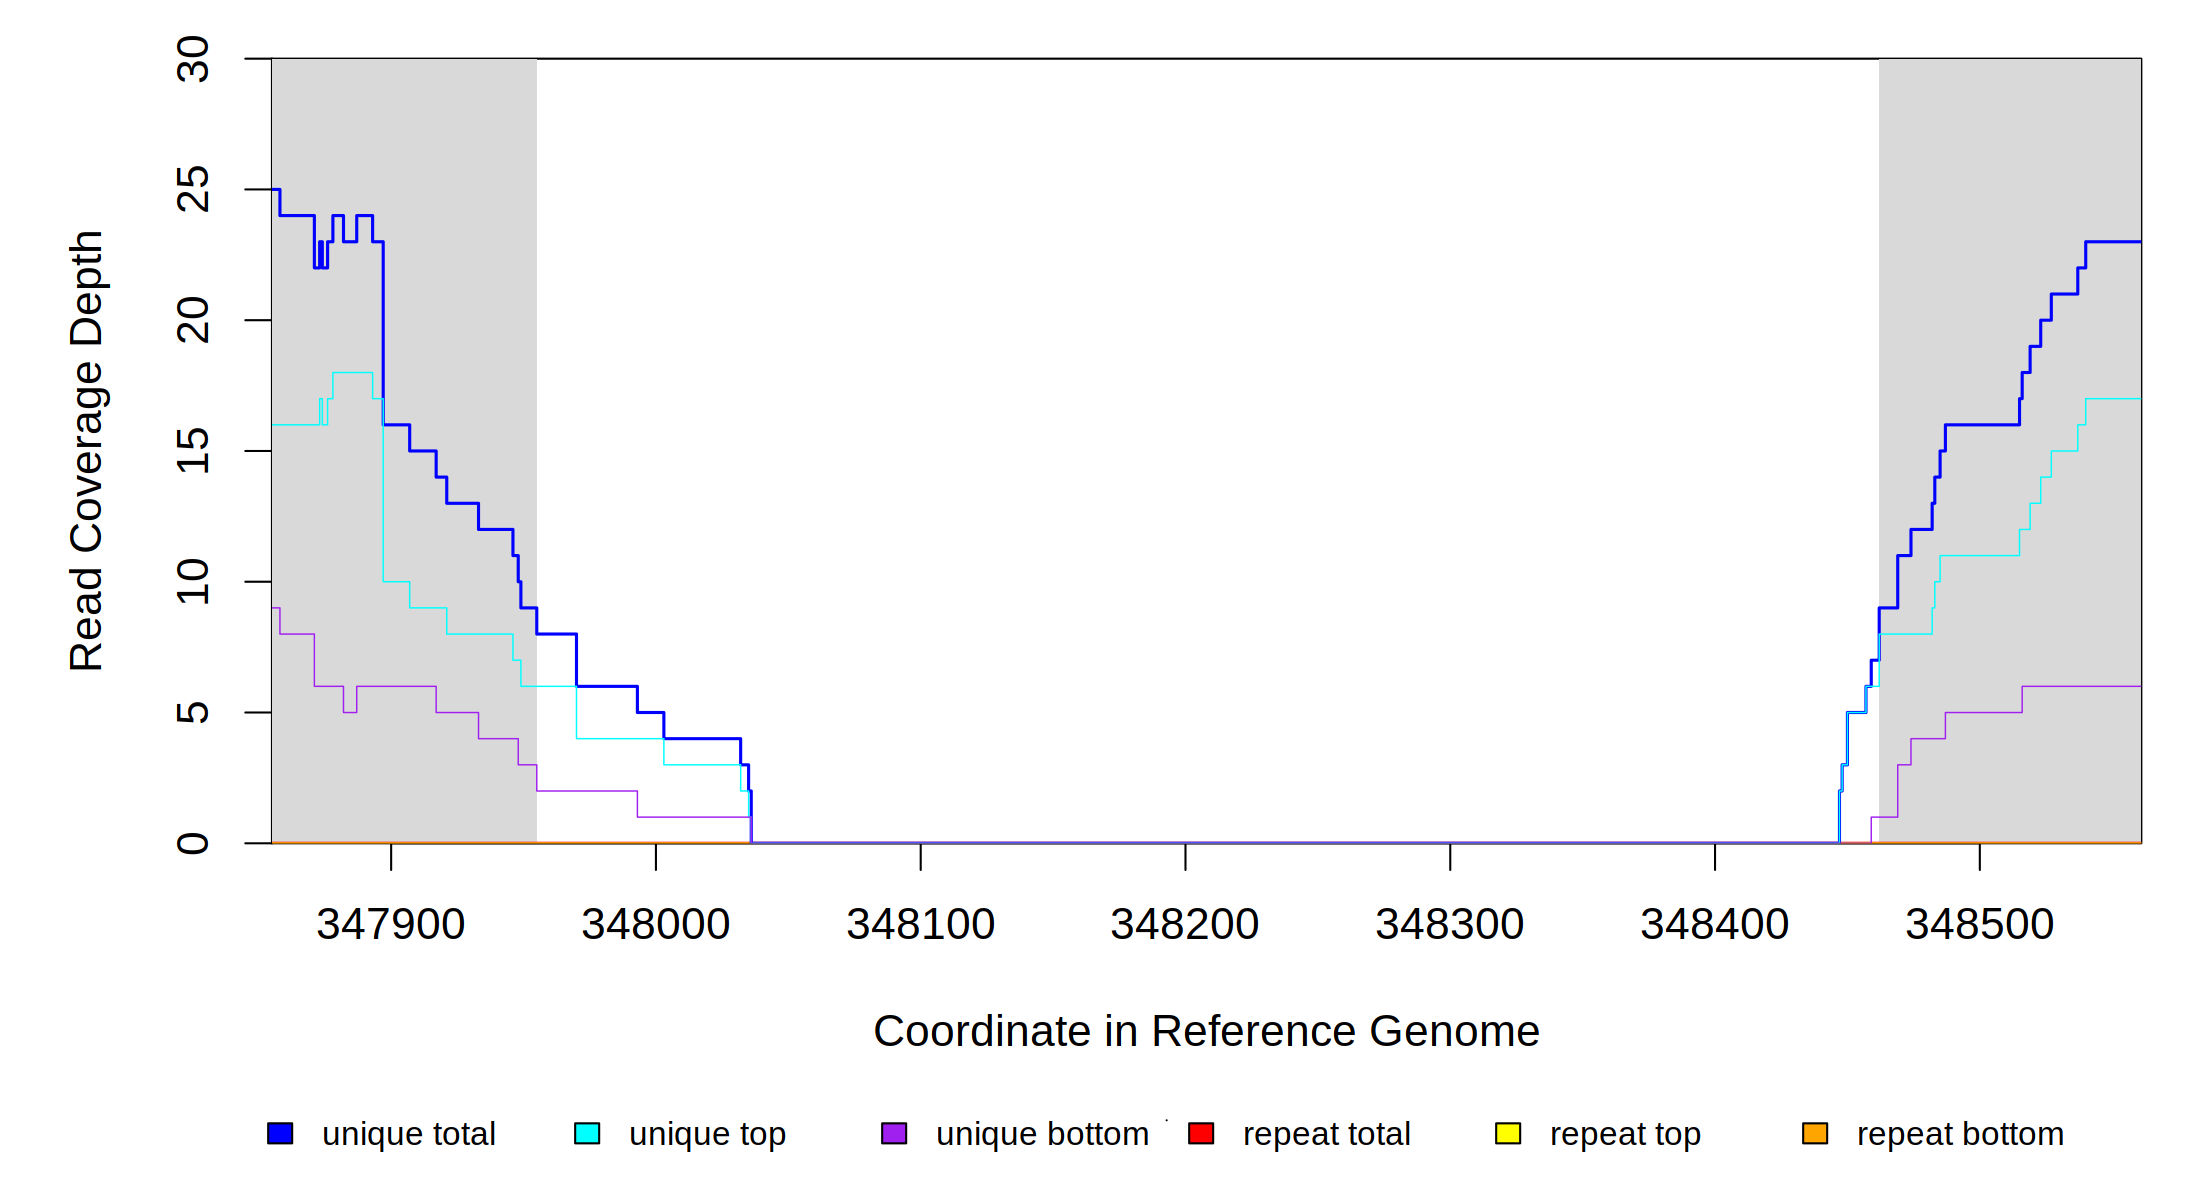 30
25
20
15
10
5
0
Read Coverage Depth
347900 348000 348100 348200 348300 348400 348500
Coordinate in Reference Genome
unique total unique top unique bottom repeat total repeat top repeat bottom